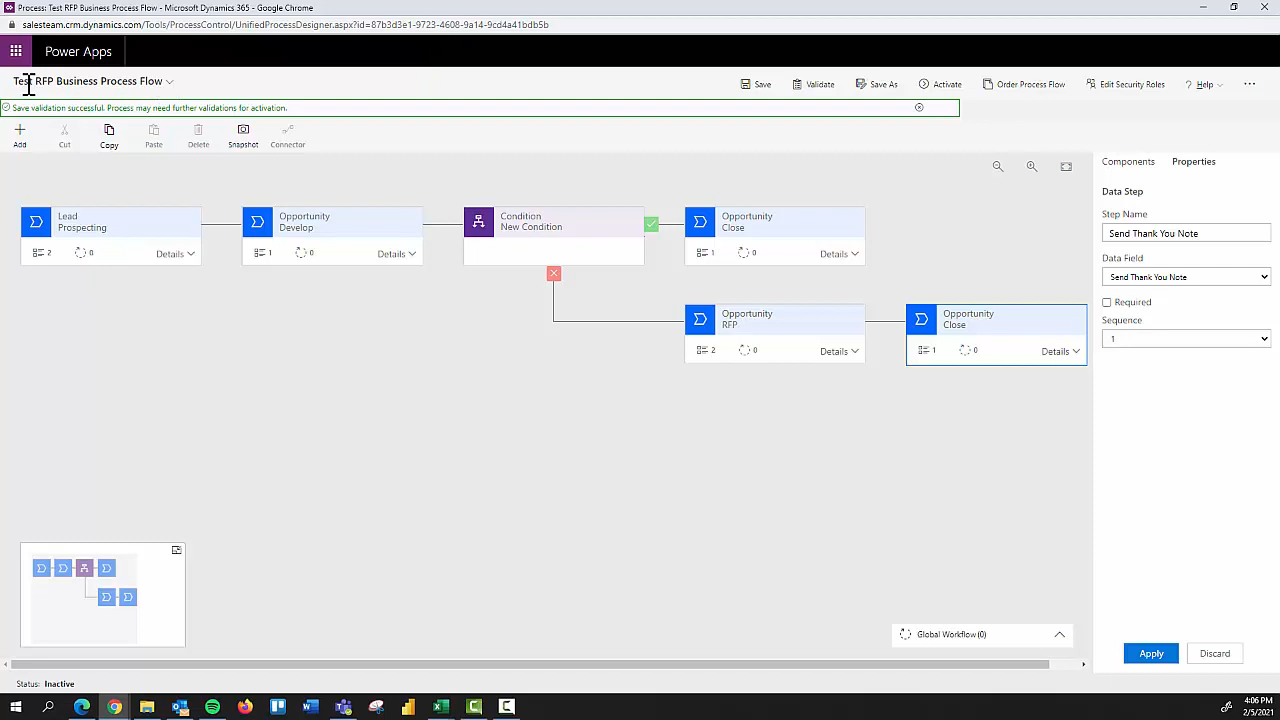 Process: Test RFP Business Process Flow - Microsoft Dynamics 365 - Google Chrome
salesteam.crm.dynamics.com/Tools/ProcessControl/UnifiedProcessDesigner.aspx?id=87b3d3e1-9723-4608-9a14-9cd4a41bdb5b
Power Apps
Test RFP Business Process Flow
Save
Validate
Save As
Activate
Order Process Flow
Edit Security Roles
? Help
Save validation successful. Process may need further validations for activation.
Add
Cut
Copy
Paste
Delete
Snapshot
Connector
Components
Properties
Lead
Prospecting
2
0
Details
Opportunity
Develop
1
0
Details
Condition
New Condition
Opportunity
Close
1
0
Details
Opportunity
RFP
2
0
Details
Opportunity
Close
1
0
Details
Data Step
Step Name
Send Thank You Note
Data Field
Send Thank You Note
Required
Sequence
1
Global Workflow (0)
Apply
Discard
Status: Inactive
4:06 PM
2/5/2021